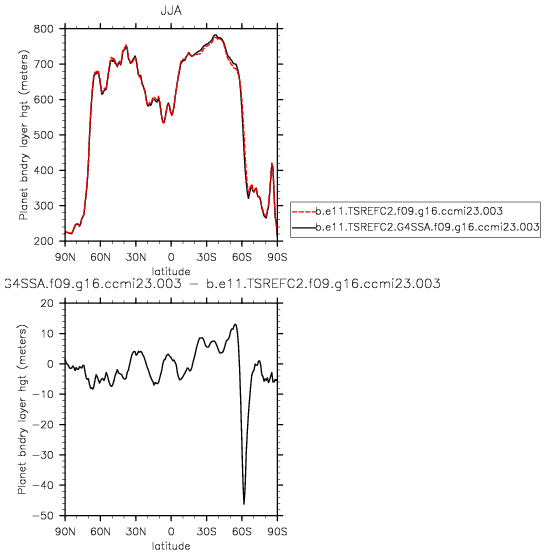 JJA
Planet bndry layer hgt (meters)
800
700
600
500
400
300
200
90N 60N 30N 0 30S 60S 90S
latitude
b.e11.TSREFC2.f09.g16.ccmi23.003
b.e11.TSREFC2.G4SSA.f09.g16.ccmi23.003
G4SSA.f09.g16.ccmi23.003 − b.e11.TSREFC2.f09.g16.ccmi23.003
Planet bndry layer hgt (meters)
20
10
0
−10
−20
−30
−40
−50
90N 60N 30N 0 30S 60S 90S
latitude